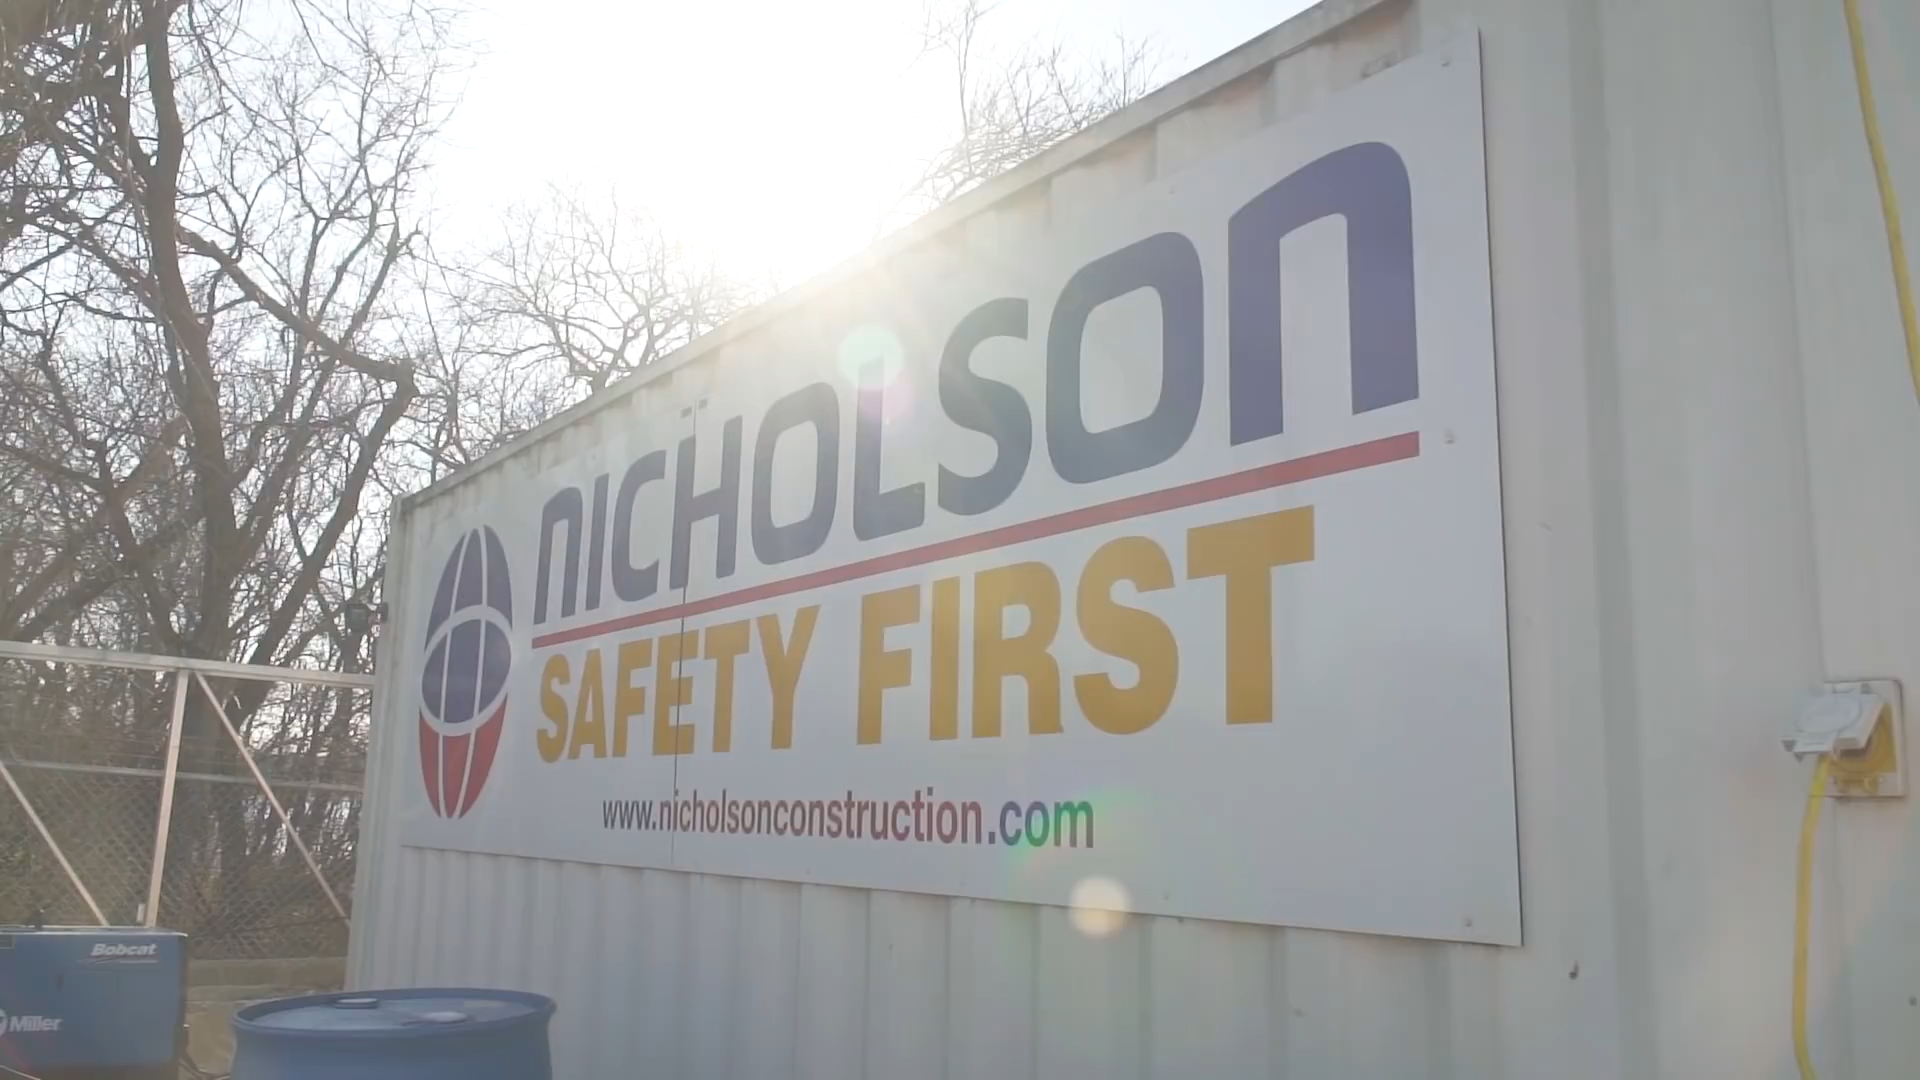 NICHOLSON
SAFETY FIRST
www.nicholsonconstruction.com
Bobcat
Miller